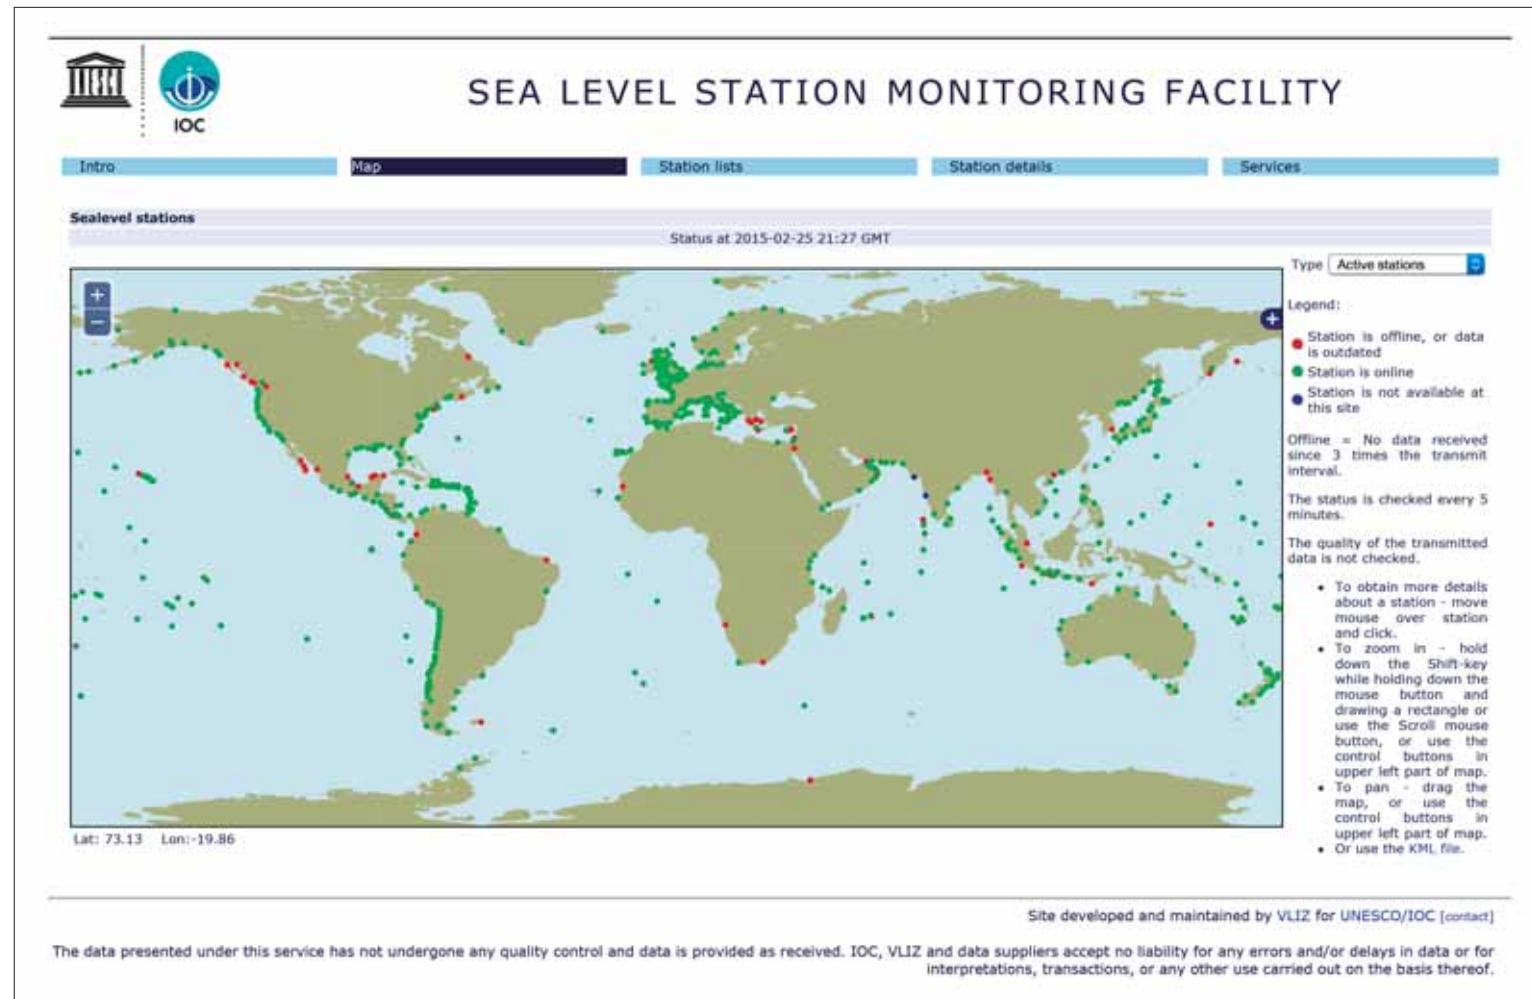 IOC
SEA LEVEL STATION MONITORING FACILITY
Intro
Map
Station lists
Station details
Services
Sealevel stations
Status at 2015-02-25 21:27 GMT
Type Active stations
Legend:
Station is offline, or data
is outdated
Station is online
Station is not available at
this site
Offline = No data received
since 3 times the transmit
interval.
The status is checked every 5
minutes.
The quality of the transmitted
data is not checked.
• To obtain more details
about a station - move
mouse over station
and click.
• To zoom in - hold
down the Shift-key
while holding down the
mouse button and
drawing a rectangle or
use the Scroll mouse
button, or use the
control buttons in
upper left part of map.
• To pan - drag the
map, or use the
control buttons in
upper left part of map.
• Or use the KML file.
Lat: 73.13 Lon:-19.86
Site developed and maintained by VLIZ for UNESCO/IOC [contact]
The data presented under this service has not undergone any quality control and data is provided as received. IOC, VLIZ and data suppliers accept no liability for any errors and/or delays in data or for
interpretations, transactions, or any other use carried out on the basis thereof.